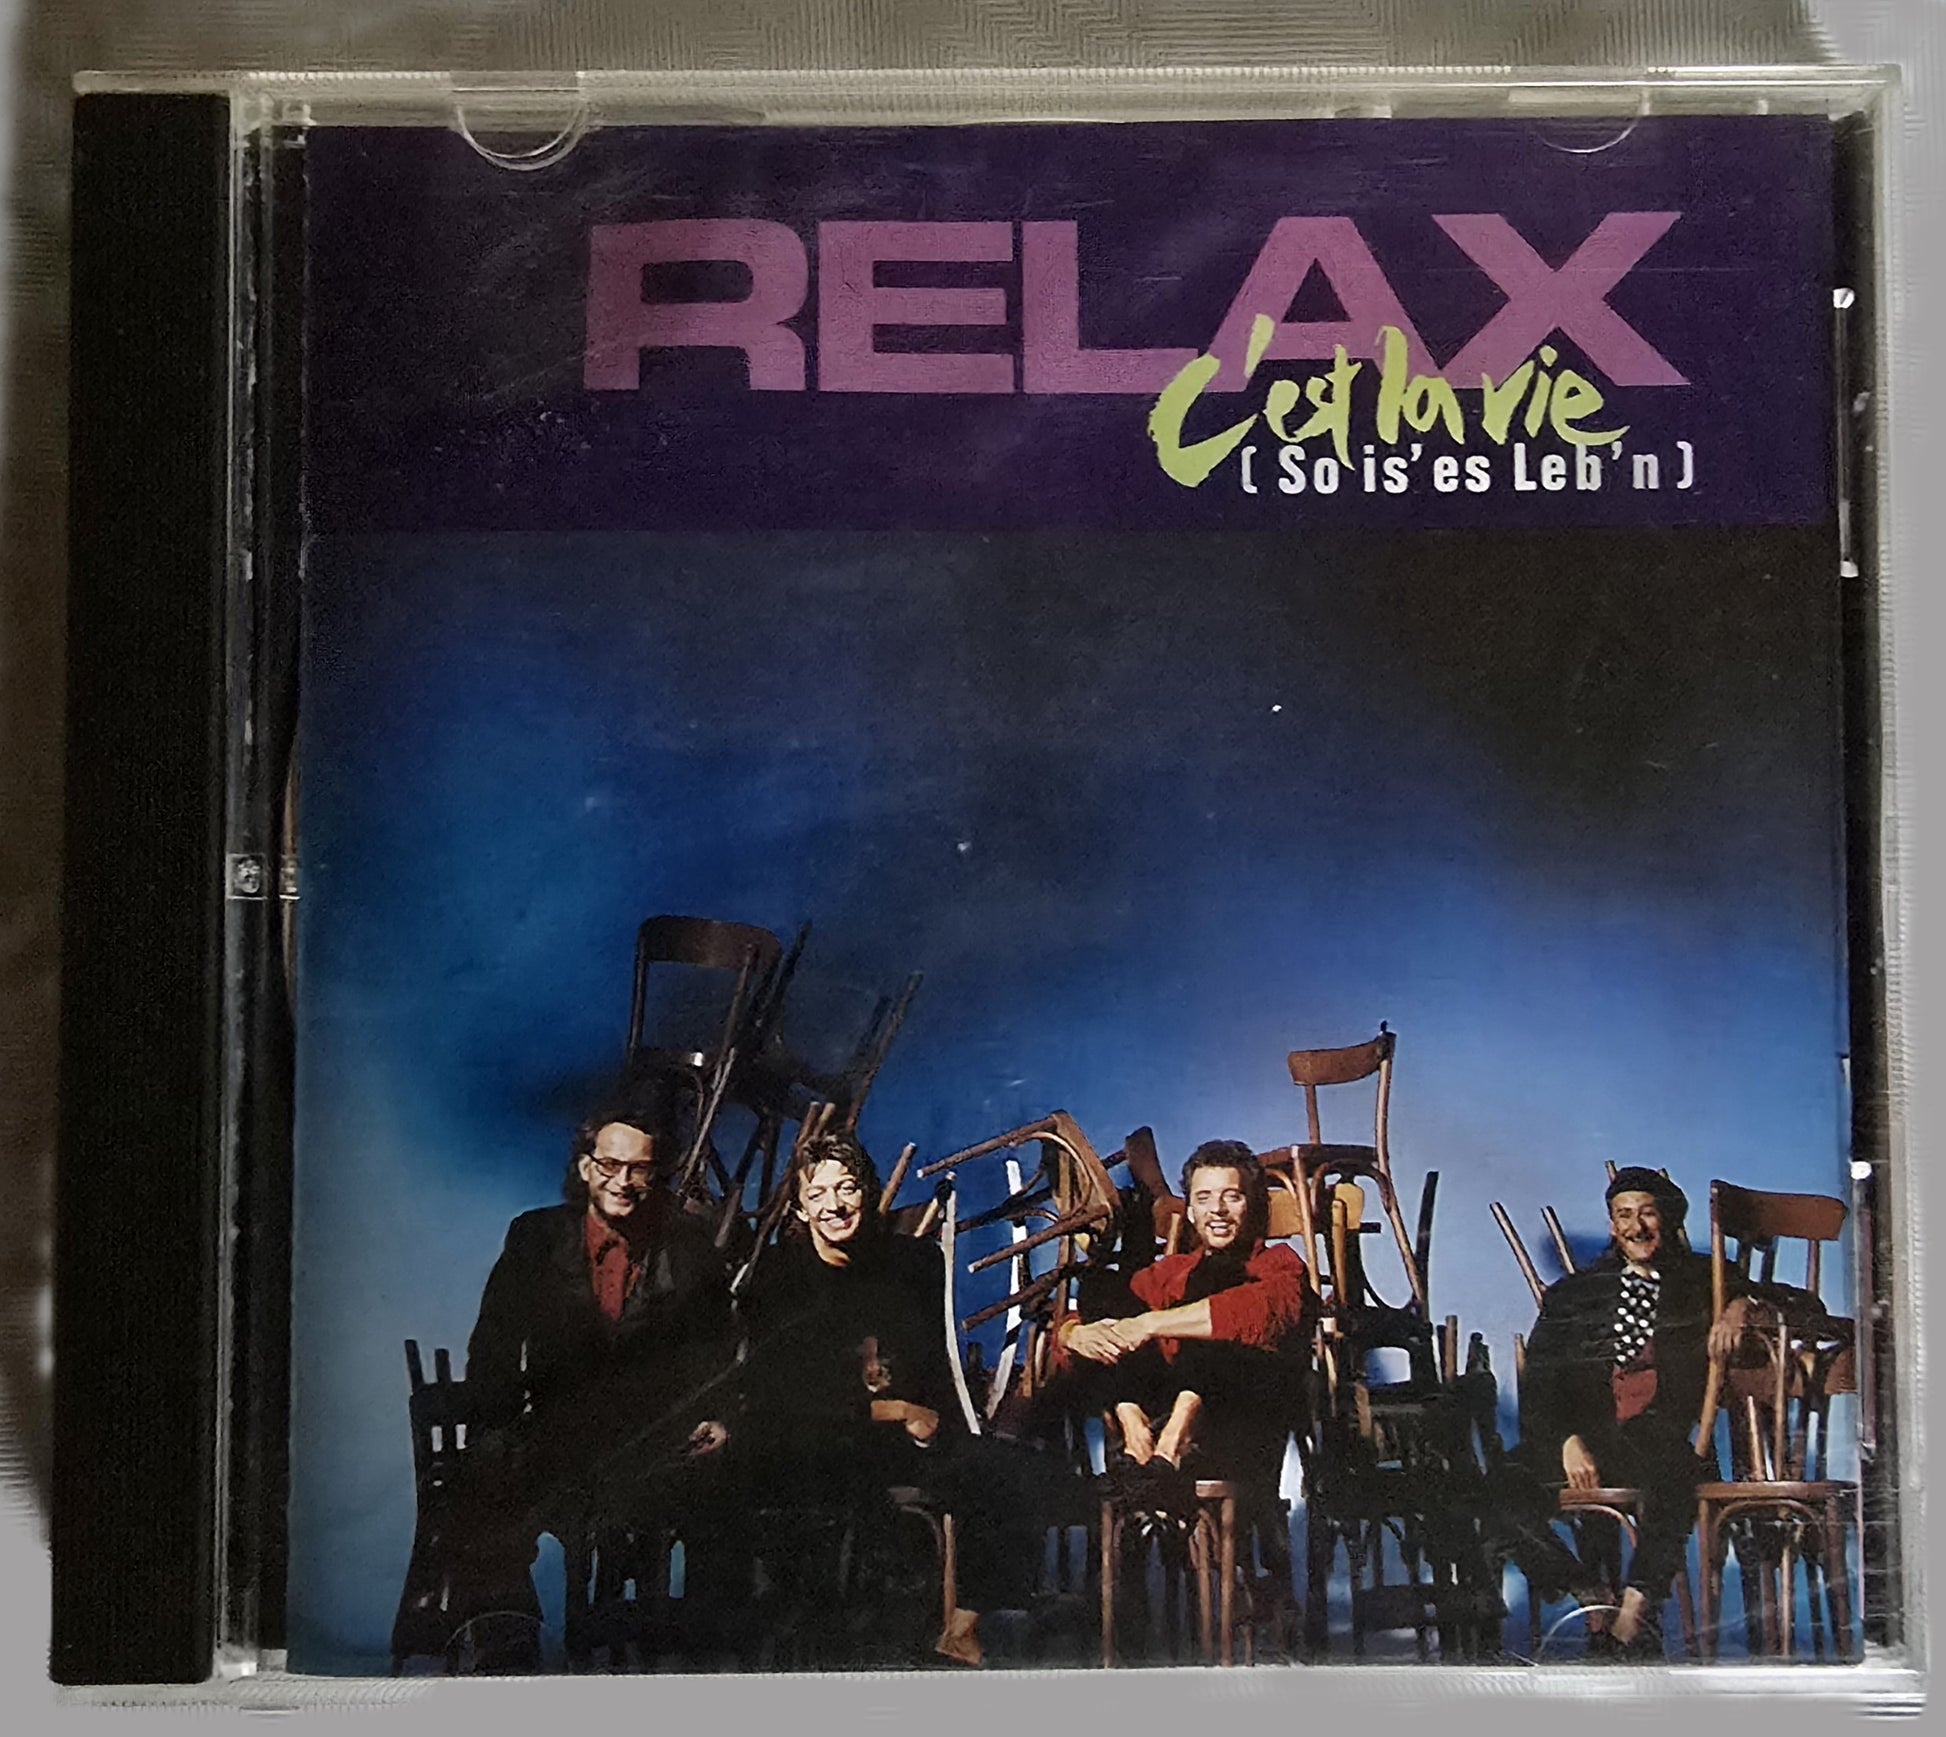 RELAX
C'est la vie
( So is' es Leb'n )